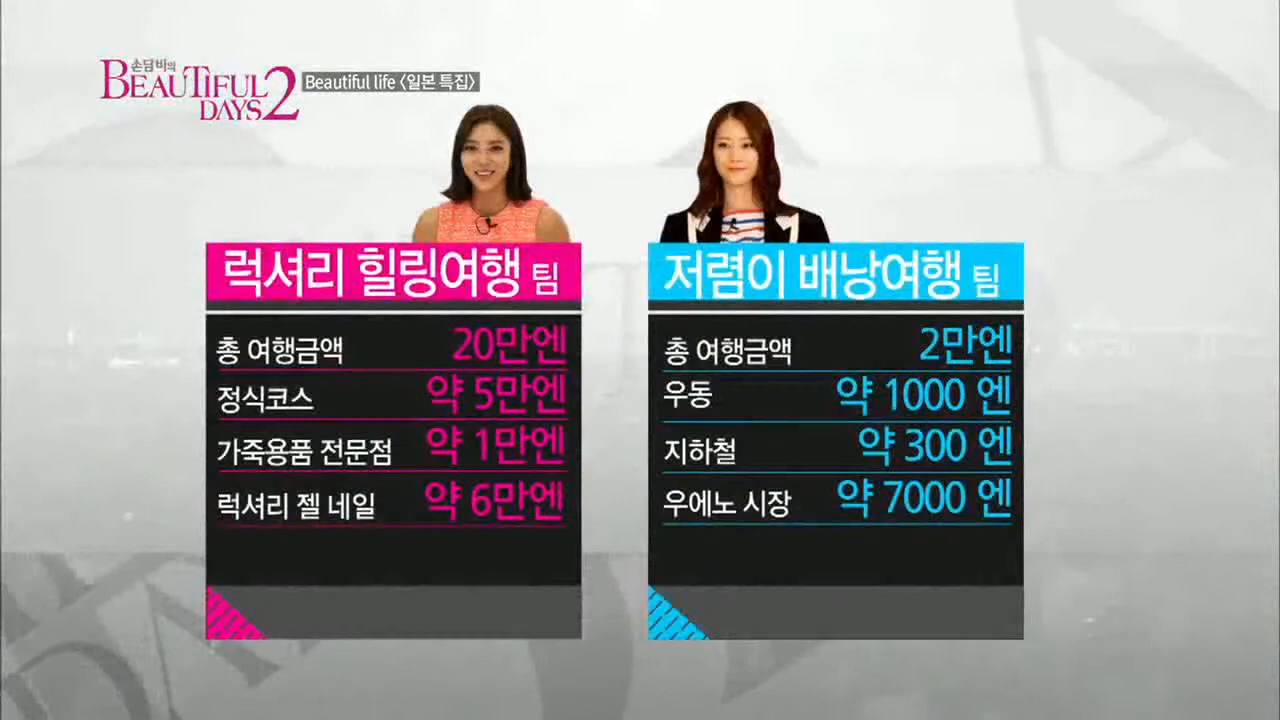 손담비의
BEAUTIFUL
DAYS 2
Beautiful life <일본 특집>
럭셔리 힐링여행 팀
총 여행금액 20만엔
정식코스 약 5만엔
가죽용품 전문점 약 1만엔
럭셔리 젤 네일 약 6만엔
저렴이 배낭여행 팀
총 여행금액 2만엔
우동 약 1000 엔
지하철 약 300 엔
우에노 시장 약 7000 엔